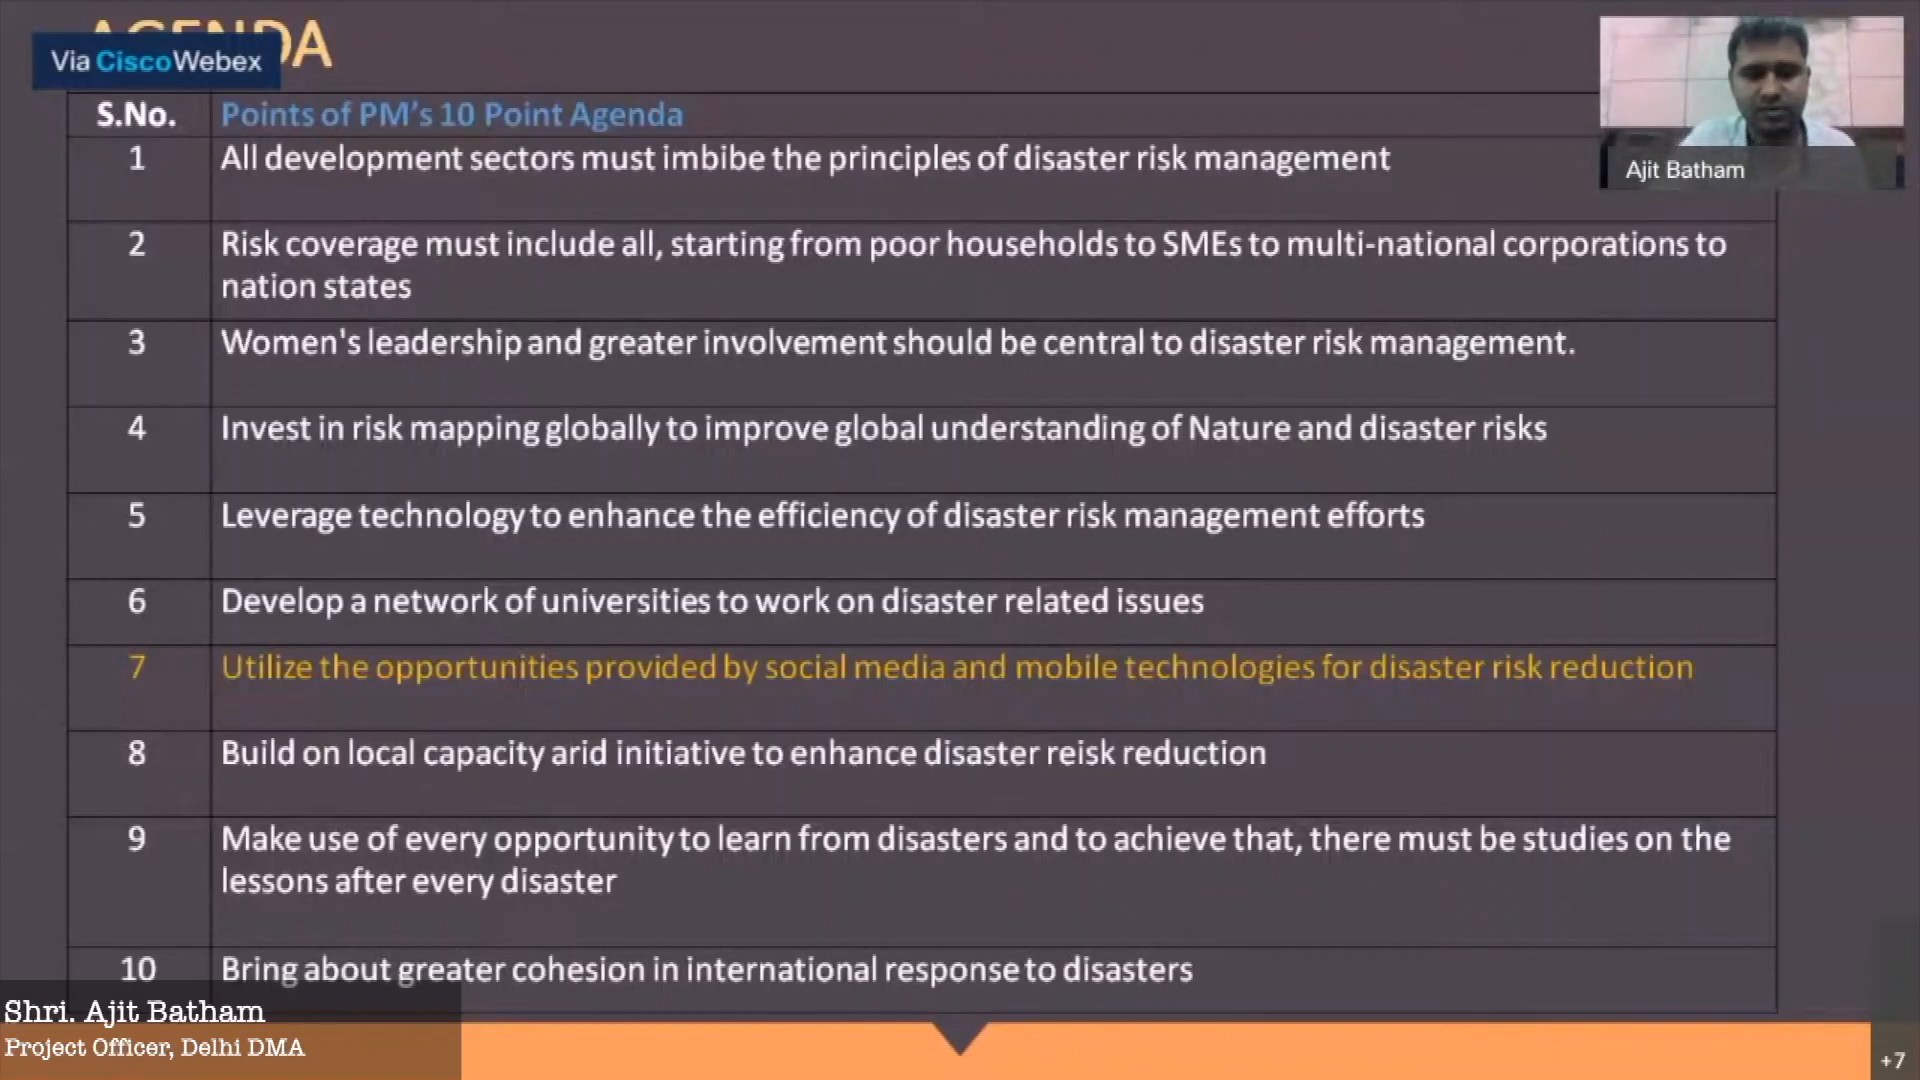 AGENDA
Via CiscoWebex
S.No. Points of PM's 10 Point Agenda
1 All development sectors must imbibe the principles of disaster risk management
Ajit Batham
2 Risk coverage must include all, starting from poor households to SMEs to multi-national corporations to
nation states
3 Women's leadership and greater involvement should be central to disaster risk management.
4 Invest in risk mapping globally to improve global understanding of Nature and disaster risks
5 Leverage technology to enhance the efficiency of disaster risk management efforts
6 Develop a network of universities to work on disaster related issues
7 Utilize the opportunities provided by social media and mobile technologies for disaster risk reduction
8 Build on local capacity arid initiative to enhance disaster reisk reduction
9 Make use of every opportunity to learn from disasters and to achieve that, there must be studies on the
lessons after every disaster
10 Bring about greater cohesion in international response to disasters
Shri. Ajit Batham
Project Officer, Delhi DMA
+7